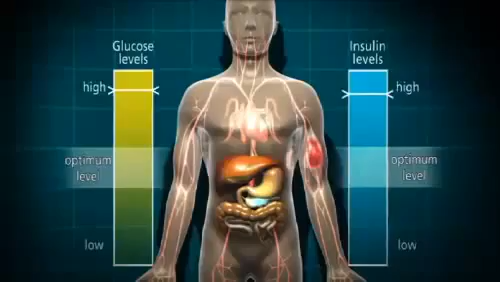 Glucose
levels
high
optimum
level
low
Insulin
levels
high
optimum
level
low